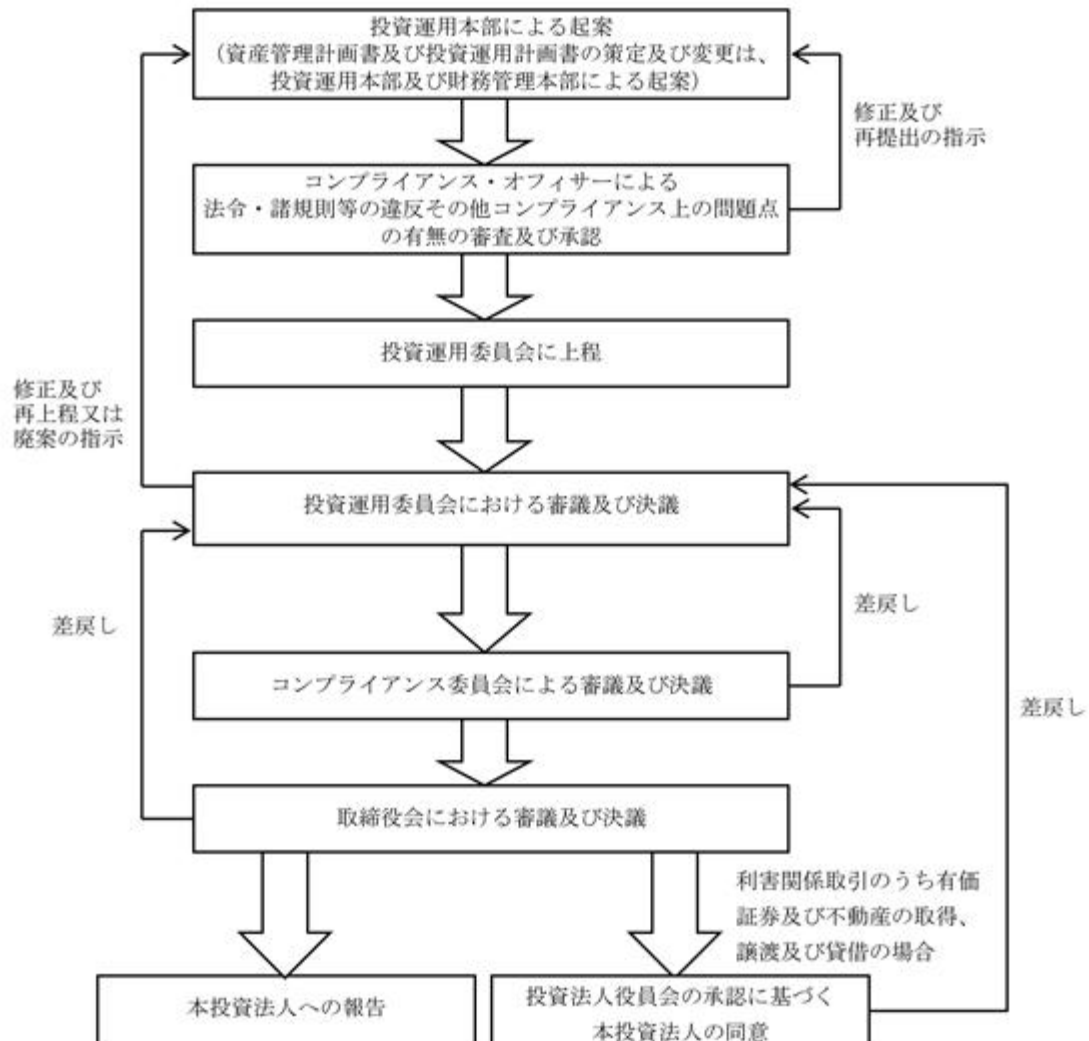 投資運用本部による起案
（資産管理計画書及び投資運用計画書の策定及び変更は、
投資運用本部及び財務管理本部による起案）
修正及び
再提出の指示
コンプライアンス・オフィサーによる
法令・諸規則等の違反その他コンプライアンス上の問題点
の有無の審査及び承認
投資運用委員会に上程
修正及び
再上程又は
廃案の指示
投資運用委員会における審議及び決議
差戻し
差戻し
コンプライアンス委員会による審議及び決議
差戻し
取締役会における審議及び決議
利害関係取引のうち有価
証券及び不動産の取得、
譲渡及び貸借の場合
本投資法人への報告
投資法人役員会の承認に基づく
本投資法人の同意